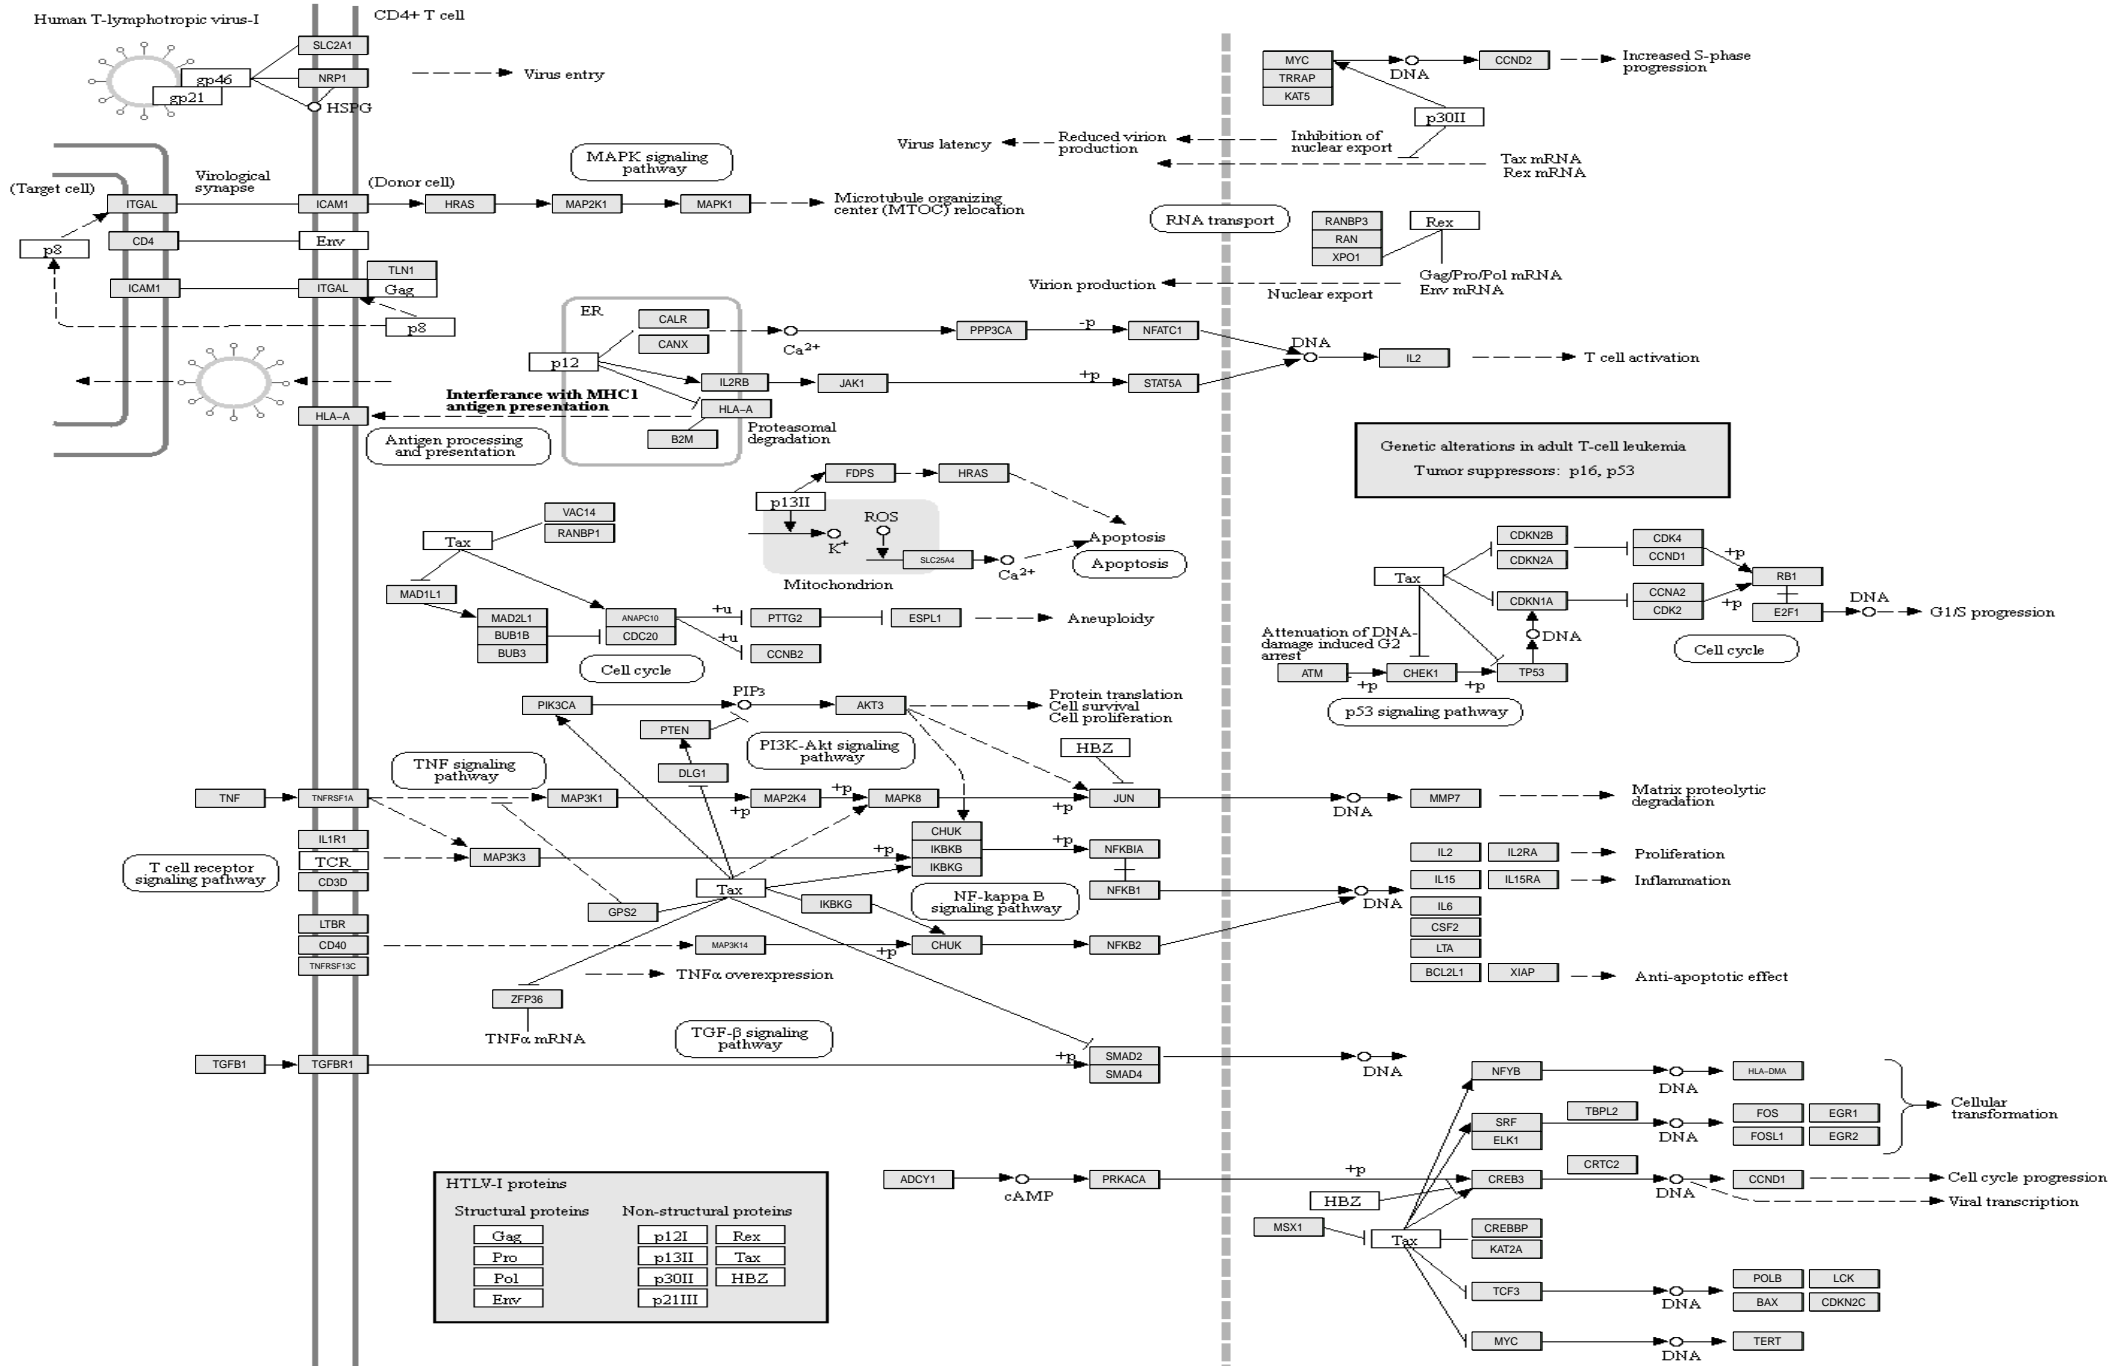 Human T-lymphotropic virus-I
CD4+ T cell
SLC2A1
gp46
NRP1
gp21
HSPG
Virus entry
MYC
TRRAP
KAT5
DNA
CCND2
Increased S-phase
progression
p30II
Virus latency
Reduced virion
production
Inhibition of
nuclear export
Tax mRNA
Rex mRNA
MAPK signaling
pathway
(Target cell)
Virological
synapse
(Donor cell)
ITGAL
ICAM1
HRAS
MAP2K1
MAPK1
Microtubule organizing
center (MTOC) relocation
p8
CD4
Env
ICAM1
ITGAL
TLN1
Gag
p8
RNA transport
RANBP3
RAN
XPO1
Rex
Gag/Pro/Pol mRNA
Env mRNA
Virion production
Nuclear export
ER
CALR
CANX
p12
Ca2+
PPP3CA
-p
NFATC1
DNA
IL2
T cell activation
IL2RB
JAK1
+p
STAT5A
Interferance with MHC1
antigen presentation
HLA-A
HLA-A
B2M
Proteasomal
degradation
Antigen processing
and presentation
Genetic alterations in adult T-cell leukemia
Tumor suppressors: p16, p53
FDPS
HRAS
p13II
ROS
K+
SLC25A4
Ca2+
Mitochondrion
Apoptosis
Apoptosis
VAC14
RANBP1
Tax
MAD1L1
MAD2L1
BUB1B
BUB3
ANAPC10
CDC20
+u
+u
PTTG2
CCNB2
ESPL1
Aneuploidy
Cell cycle
CDKN2B
CDKN2A
CDK4
CCND1
Tax
CDKN1A
CCNA2
CDK2
+p
+p
RB1
E2F1
DNA
G1/S progression
DNA
Attenuation of DNA-
damage induced G2
arrest
ATM
+p
CHEK1
+p
TP53
Cell cycle
p53 signaling pathway
PIK3CA
PIP3
AKT3
Protein translation
Cell survival
Cell proliferation
PTEN
PI3K-Akt signaling
pathway
DLG1
HBZ
TNF signaling
pathway
TNF
TNFRSF1A
MAP3K1
+p
MAP2K4
+p
MAPK8
+p
JUN
DNA
MMP7
Matrix proteolytic
degradation
IL1R1
TCR
CD3D
T cell receptor
signaling pathway
MAP3K3
+p
CHUK
IKBKB
IKBKG
+p
NFKBIA
NFKB1
DNA
Tax
GPS2
IKBKG
NF-kappa B
signaling pathway
IL2
IL2RA
Proliferation
IL15
IL15RA
Inflammation
IL6
CSF2
LTA
BCL2L1
XIAP
Anti-apoptotic effect
LTBR
CD40
TNFRSF13C
MAP3K14
+p
CHUK
NFKB2
TNFα overexpression
ZFP36
TNFα mRNA
TGF-β signaling
pathway
TGFB1
TGFBR1
+p
SMAD2
SMAD4
DNA
NFYB
DNA
HLA-DMA
SRF
ELK1
TBPL2
DNA
FOS
EGR1
FOSL1
EGR2
Cellular
transformation
ADCY1
cAMP
PRKACA
+p
CREB3
CRTC2
DNA
CCND1
Cell cycle progression
Viral transcription
HBZ
MSX1
Tax
CREBBP
KAT2A
TCF3
DNA
POLB
LCK
BAX
CDKN2C
MYC
DNA
TERT
HTLV-I proteins
Structural proteins
Non-structural proteins
Gag
p12I
Rex
Pro
p13II
Tax
Pol
p30II
HBZ
Env
p21III